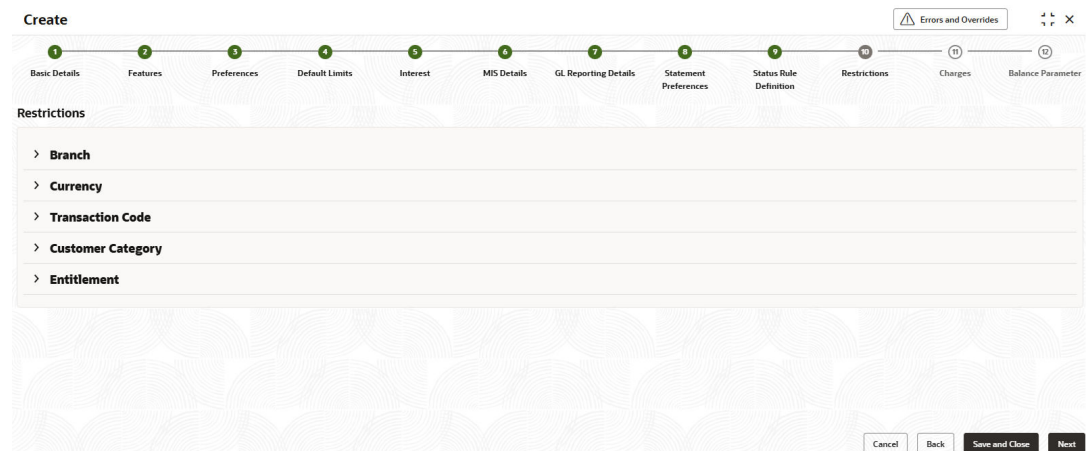 Create
Errors and Overrides
1 2 3 4 5 6 7 8 9 10 11 12
Basic Details Features Preferences Default Limits Interest MIS Details GL Reporting Details Statement Status Rule Restrictions Charges Balance Parameter
Preferences Definition
Restrictions
Branch
Currency
Transaction Code
Customer Category
Entitlement
Cancel Back Save and Close Next